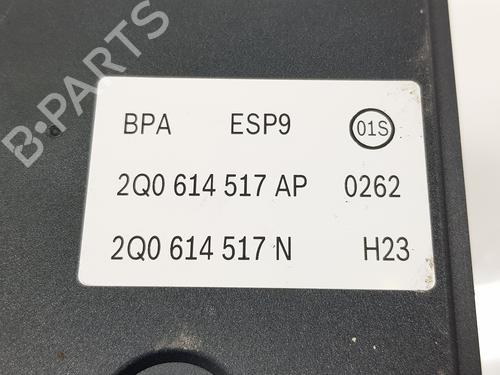 B-PARTS
BPA ESP9 01S
2Q0 614 517 AP 0262
2Q0 614 517 N H23